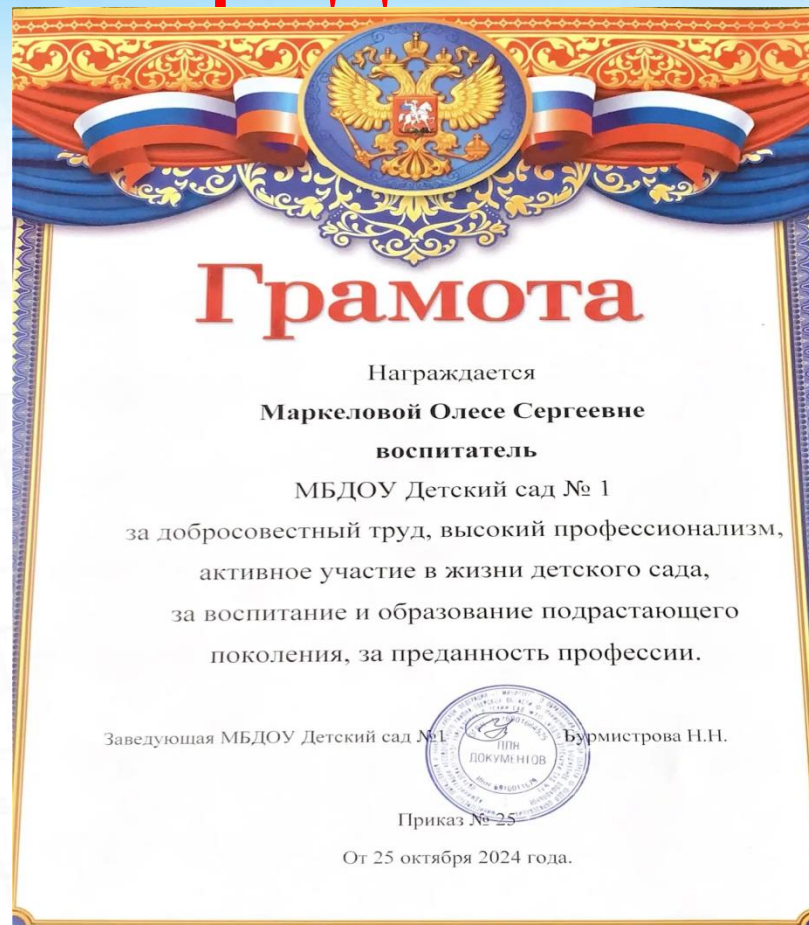 Грамота
Награждается
Маркеловой Олесе Сергеевне
воспитатель
МБДОУ Детский сад № 1
за добросовестный труд, высокий профессионализм,
активное участие в жизни детского сада,
за воспитание и образование подрастающего
поколения, за преданность профессии.
Заведующая МБДОУ Детский сад №1 Бурмистрова Н.Н.
ДЛЯ
ДОКУМЕНТОВ
Приказ № 25
От 25 октября 2024 года.